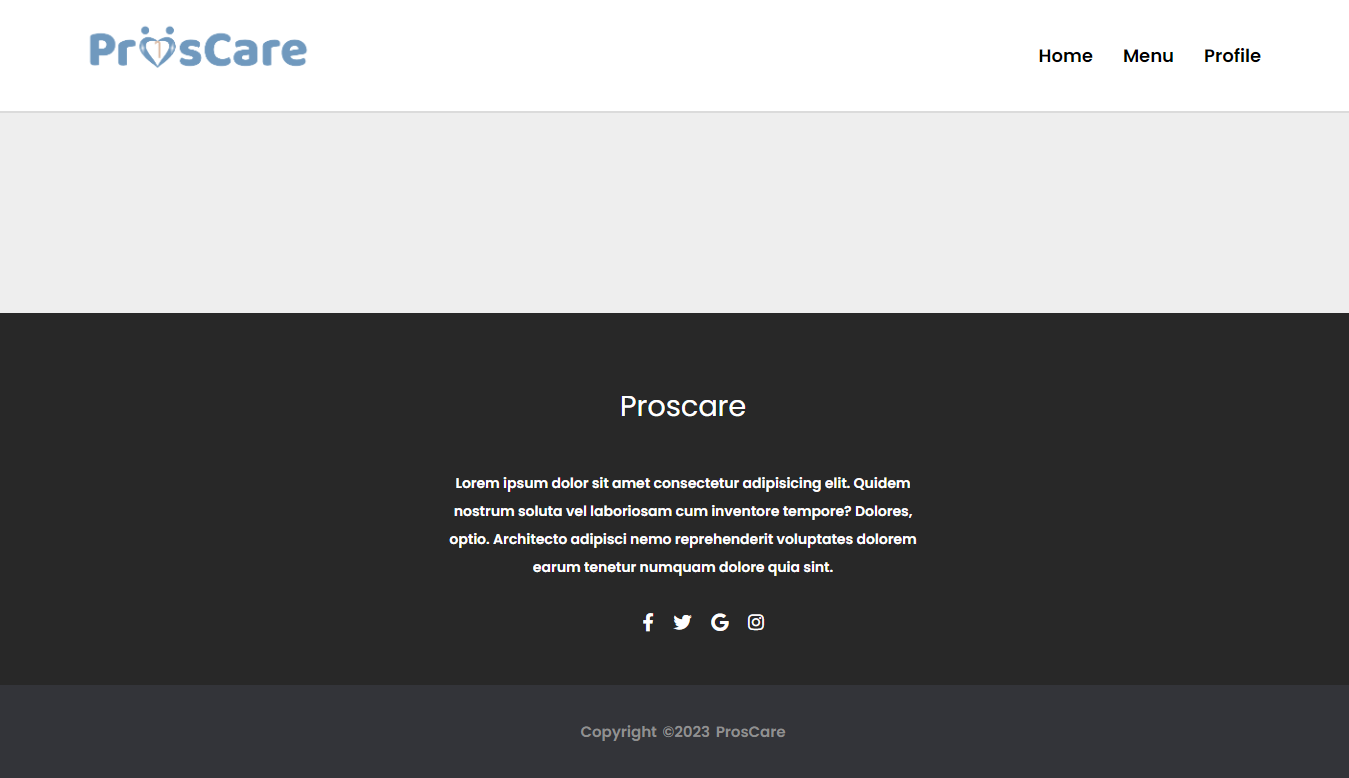 ProsCare
Home Menu Profile
Proscare
Lorem ipsum dolor sit amet consectetur adipisicing elit. Quidem
nostrum soluta vel laboriosam cum inventore tempore? Dolores,
optio. Architecto adipisci nemo reprehenderit voluptates dolorem
earum tenetur numquam dolore quia sint.
Copyright ©2023 ProsCare